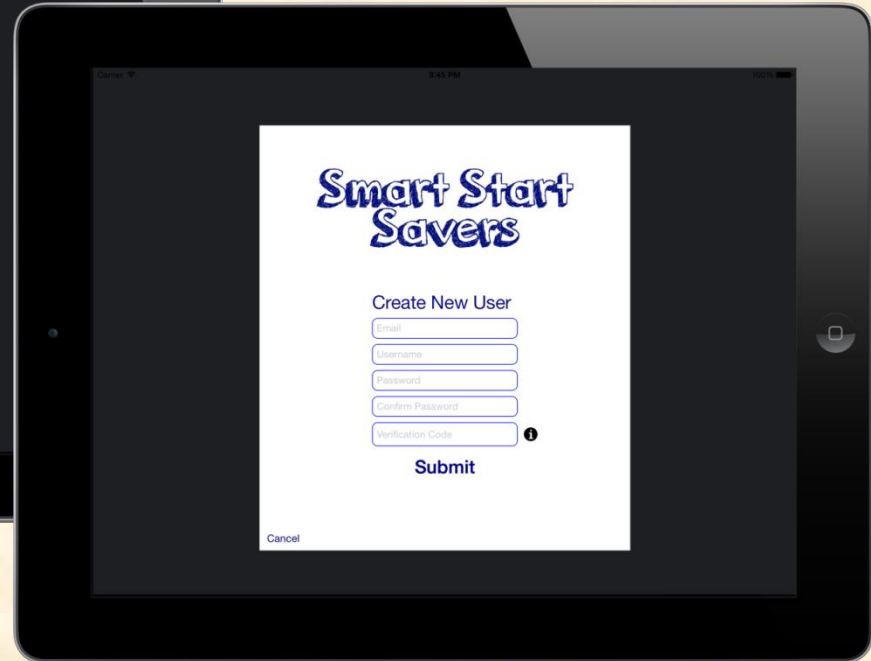 Carrier 9:45 PM 100%
Smart Start
Savers
Create New User
Email
Username
Password
Confirm Password
Verification Code
Submit
Cancel